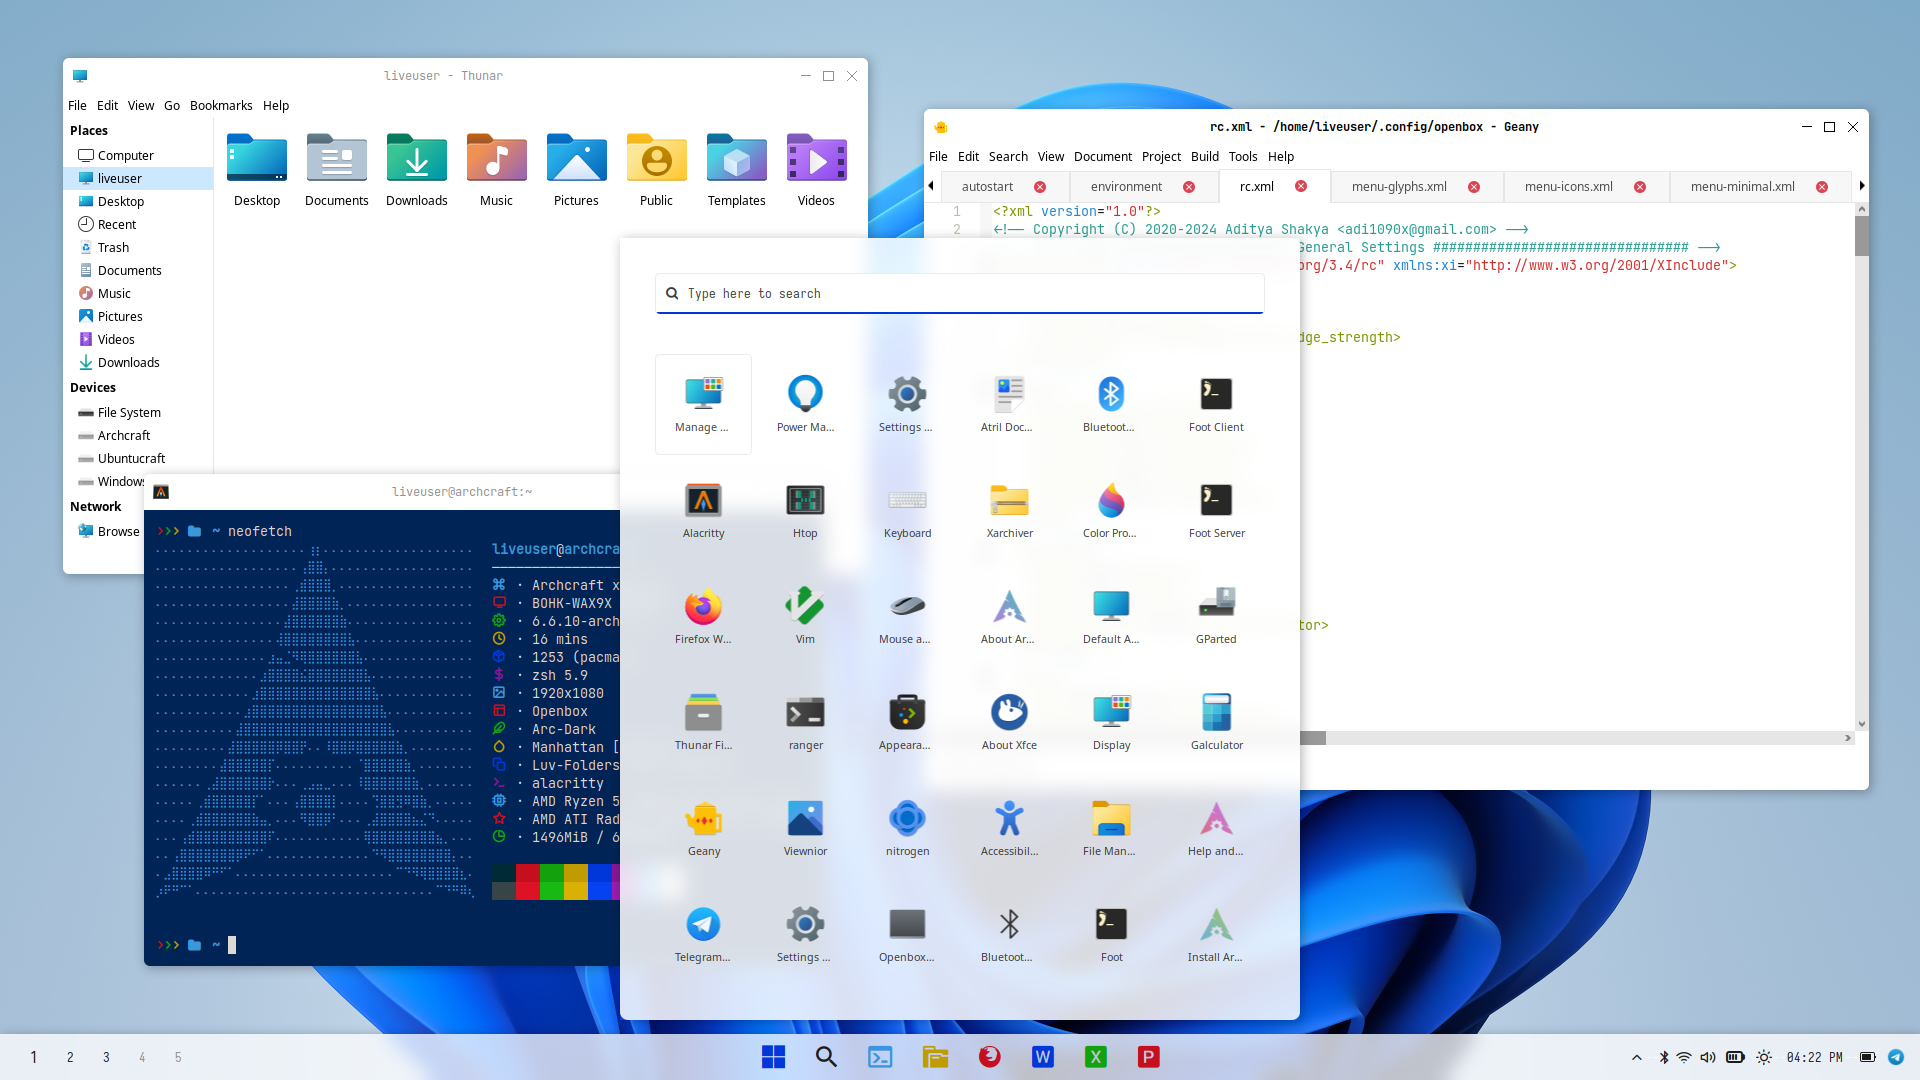 liveuser - Thunar
File Edit View Go Bookmarks Help
Places
Computer
liveuser
Desktop
Recent
Trash
Documents
Music
Pictures
Videos
Downloads
Devices
File System
Archcraft
Ubuntucraft
Windows
Network
Browse
Desktop Documents Downloads Music Pictures Public Templates Videos
rc.xml - /home/liveuser/.config/openbox - Geany
File Edit Search View Document Project Build Tools Help
autostart environment rc.xml menu-glyphs.xml menu-icons.xml menu-minimal.xml
1 <?xml version="1.0"?>
2 <!-- Copyright (C) 2020-2024 Aditya Shakya <adi1090x@gmail.com> -->
General Settings ################################ -->
org/3.4/rc" xmlns:xi="http://www.w3.org/2001/XInclude">
dge_strength>
tor>
liveuser@archcraft:~
>>> ~ neofetch
liveuser@archcra
· Archcraft x
· BOHK-WAX9X
· 6.6.10-arch
· 16 mins
· 1253 (pacma
· zsh 5.9
· 1920x1080
· Openbox
· Arc-Dark
· Manhattan [
· Luv-Folders
· alacritty
· AMD Ryzen 5
· AMD ATI Rad
· 1496MiB / 6
>>> ~
Type here to search
Manage ... Power Ma... Settings ... Atril Doc... Bluetoot... Foot Client
Alacritty Htop Keyboard Xarchiver Color Pro... Foot Server
Firefox W... Vim Mouse a... About Ar... Default A... GParted
Thunar Fi... ranger Appeara... About Xfce Display Galculator
Geany Viewnior nitrogen Accessibil... File Man... Help and...
Telegram... Settings ... Openbox... Bluetoot... Foot Install Ar...
1 2 3 4 5
W X P
04:22 PM